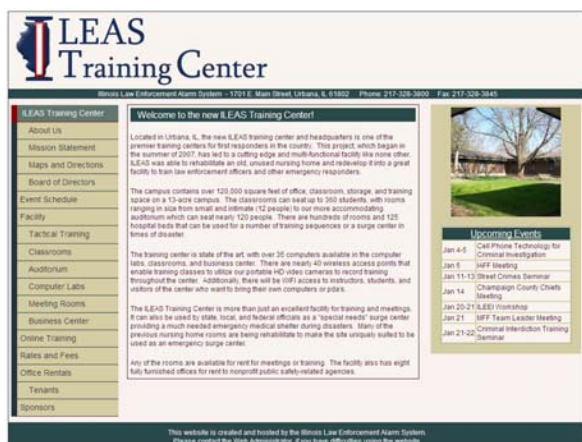 ILEAS
Training Center
Illinois Law Enforcement Alarm System - 1701 E. Main Street, Urbana, IL 61802 Phone: 217-328-3800 Fax: 217-328-3845
ILEAS Training Center
About Us
Mission Statement
Maps and Directions
Board of Directors
Event Schedule
Facility
Tactical Training
Classrooms
Auditorium
Computer Labs
Meeting Rooms
Business Center
Online Training
Rates and Fees
Office Rentals
Tenants
Sponsors
Welcome to the new ILEAS Training Center!
Located in Urbana, IL, the new ILEAS training center and headquarters is one of the
premier training centers for first responders in the country. This project, which began in
the summer of 2007, has led to a cutting edge and multi-functional facility like none other.
ILEAS was able to rehabilitate an old, unused nursing home and redevelop it into a great
facility to train law enforcement officers and other emergency responders.
The campus contains over 120,000 square feet of office, classroom, storage, and training
space on a 13-acre campus. The classrooms can seat up to 360 students, with rooms
ranging in size from small and intimate (12 people) to our more accommodating
auditorium which can seat nearly 120 people. There are hundreds of rooms and 125
hospital beds that can be used for a number of training sequences or a surge center in
times of disaster.
The training center is state of the art, with over 35 computers available in the computer
labs, classrooms, and business center. There are nearly 40 wireless access points that
enable training classes to utilize our portable HD video cameras to record training
throughout the center. Additionally, there will be WIFI access to instructors, students, and
visitors of the center who want to bring their own computers or pda's.
The ILEAS Training Center is more than just an excellent facility for training and meetings.
It can also be used by state, local, and federal officials as a "special needs" surge center
providing a much needed emergency medical shelter during disasters. Many of the
previous nursing home rooms are being rehabilitate to make the site uniquely suited to be
used as an emergency surge center.
Any of the rooms are available for rent for meetings or training. The facility also has eight
fully furnished offices for rent to nonprofit public safety-related agencies.
Upcoming Events
Jan 4-5 Cell Phone Technology for Criminal Investigation
Jan 5 HFF Meeting
Jan 11-13 Street Crimes Seminar
Jan 14 Champaign County Chiefs Meeting
Jan 20-21 ILEEI Workshop
Jan 21 MFF Team Leader Meeting
Jan 21-22 Criminal Interdiction Training Seminar
This website is created and hosted by the Illinois Law Enforcement Alarm System.
Please contact the Web Administrator, if you have difficulties using the website.